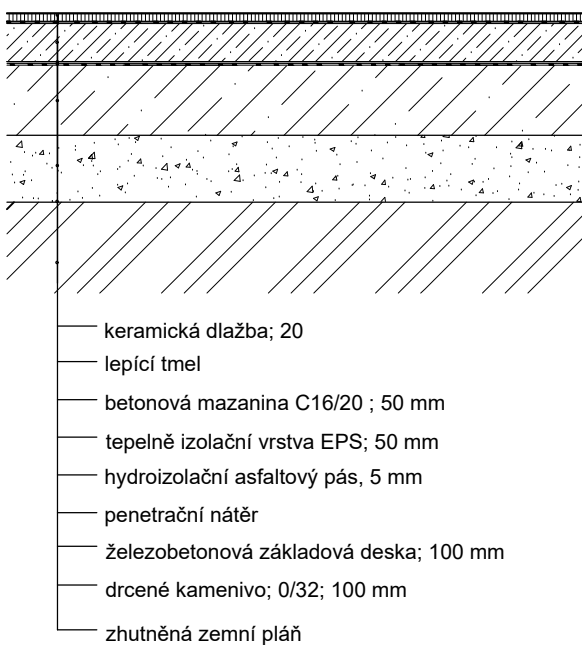 keramická dlažba; 20
lepící tmel
betonová mazanina C16/20 ; 50 mm
tepelně izolační vrstva EPS; 50 mm
hydroizolační asfaltový pás, 5 mm
penetrační nátěr
železobetonová základová deska; 100 mm
drcené kamenivo; 0/32; 100 mm
zhutněná zemní pláň